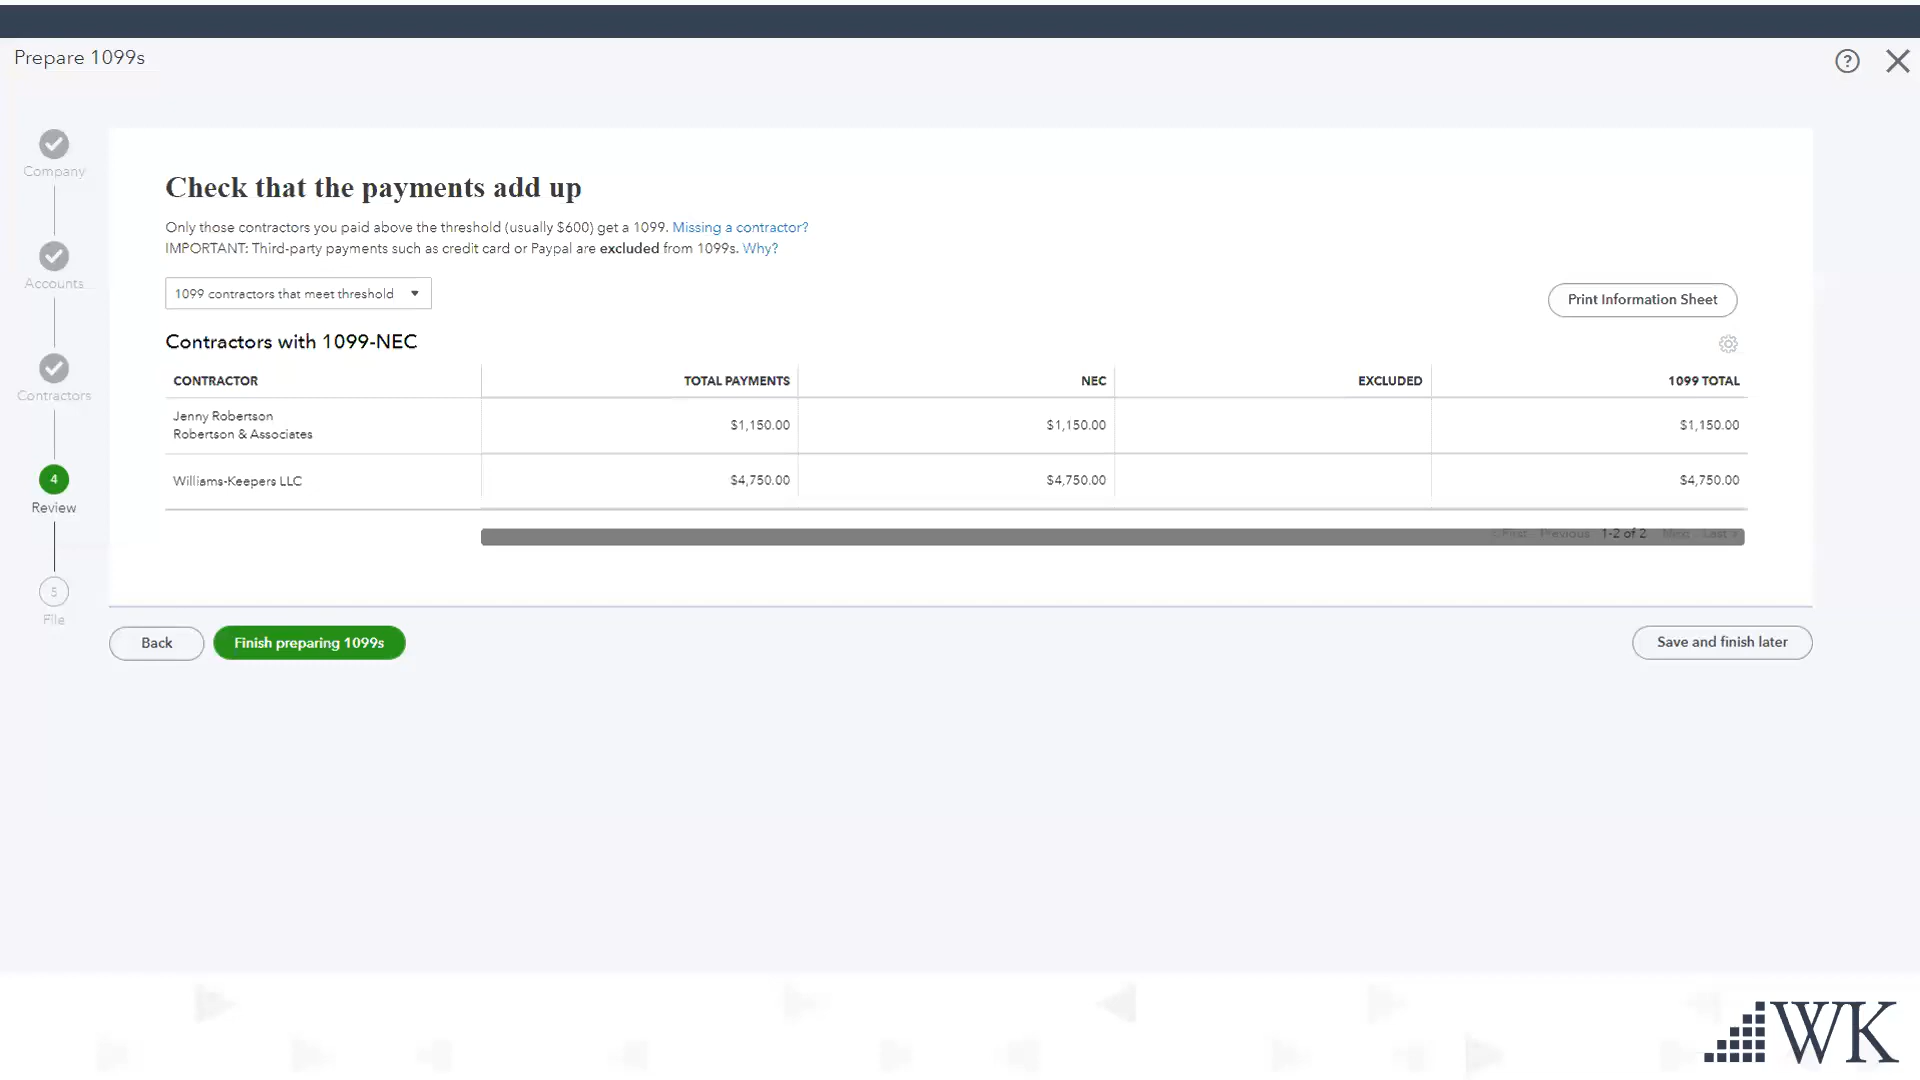 Prepare 1099s
?
Company
Check that the payments add up
Only those contractors you paid above the threshold (usually $600) get a 1099. Missing a contractor?
IMPORTANT: Third-party payments such as credit card or Paypal are excluded from 1099s. Why?
Accounts
1099 contractors that meet threshold
Print Information Sheet
Contractors with 1099-NEC
CONTRACTOR TOTAL PAYMENTS NEC EXCLUDED 1099 TOTAL
Contractors
Jenny Robertson
Robertson & Associates
$1,150.00 $1,150.00 $1,150.00
4
Review
Williams-Keepers LLC $4,750.00 $4,750.00 $4,750.00
First Previous 1-2 of 2 Next Last
5
File
Back Finish preparing 1099s Save and finish later
WK